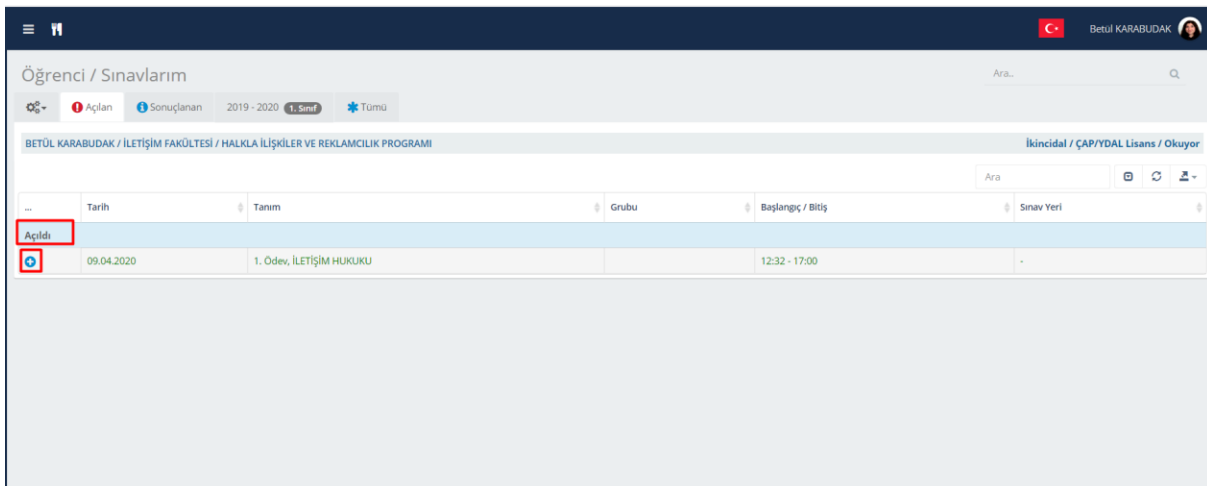 Betül KARABUDAK
Öğrenci / Sınavlarım
Ara..
Açılan Sonuçlanan 2019 - 2020 1. Sınıf Tümü
BETÜL KARABUDAK / İLETİŞİM FAKÜLTESİ / HALKLA İLİŞKİLER VE REKLAMCILIK PROGRAMI İkincidal / ÇAP/YDAL Lisans / Okuyor
Ara
... Tarih Tanım Grubu Başlangıç / Bitiş Sınav Yeri
Açıldı
09.04.2020 1. Ödev, İLETİŞİM HUKUKU 12:32 - 17:00 -